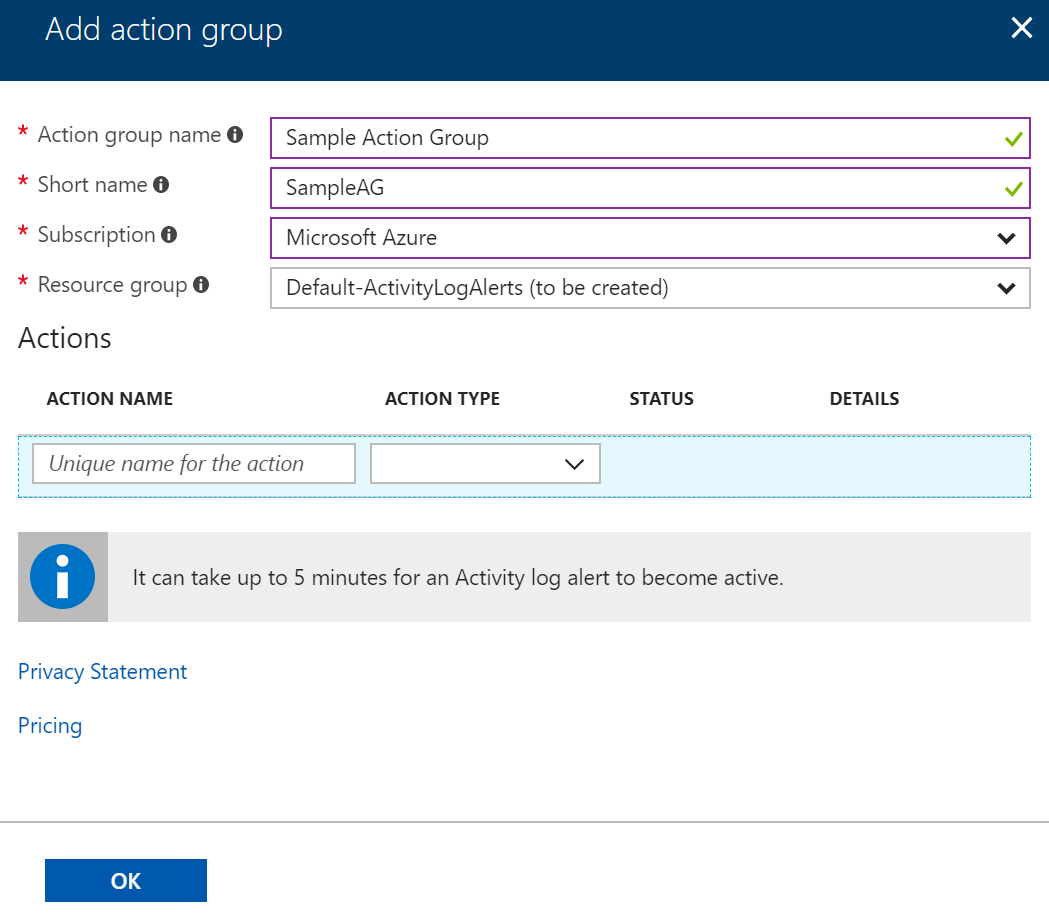 Add action group
* Action group name
Sample Action Group
* Short name
SampleAG
* Subscription
Microsoft Azure
* Resource group
Default-ActivityLogAlerts (to be created)
Actions
ACTION NAME ACTION TYPE STATUS DETAILS
Unique name for the action
It can take up to 5 minutes for an Activity log alert to become active.
Privacy Statement
Pricing
OK